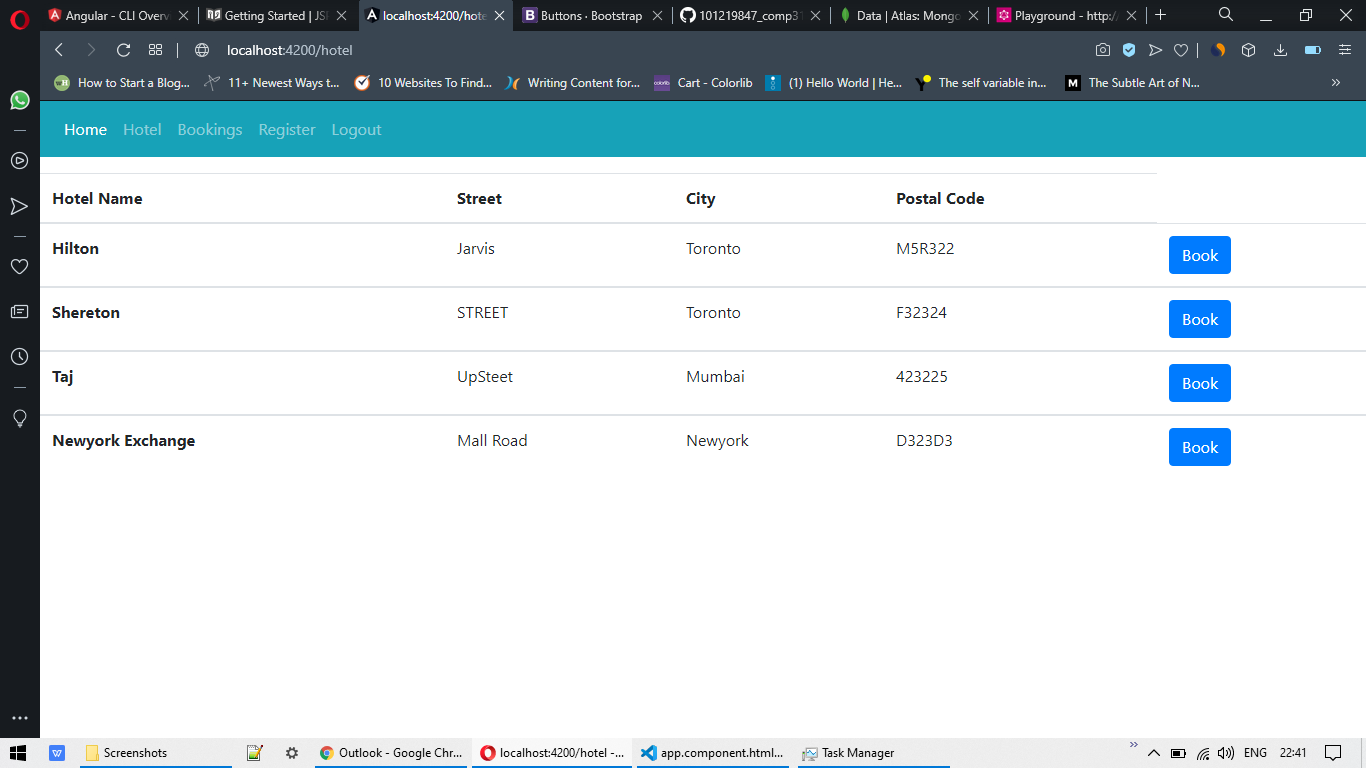 Angular - CLI Overv
Getting Started | JSI
localhost:4200/hote
Buttons · Bootstrap
101219847_comp31
Data | Atlas: Mongo
Playground - http://
localhost:4200/hotel
How to Start a Blog...
11+ Newest Ways t...
10 Websites To Find...
Writing Content for...
Cart - Colorlib
(1) Hello World | He...
The self variable in...
The Subtle Art of N...
Home Hotel Bookings Register Logout
Hotel Name Street City Postal Code
Hilton Jarvis Toronto M5R322 Book
Shereton STREET Toronto F32324 Book
Taj UpSteet Mumbai 423225 Book
Newyork Exchange Mall Road Newyork D323D3 Book
Screenshots
Outlook - Google Chr...
localhost:4200/hotel -...
app.component.html...
Task Manager
ENG
22:41